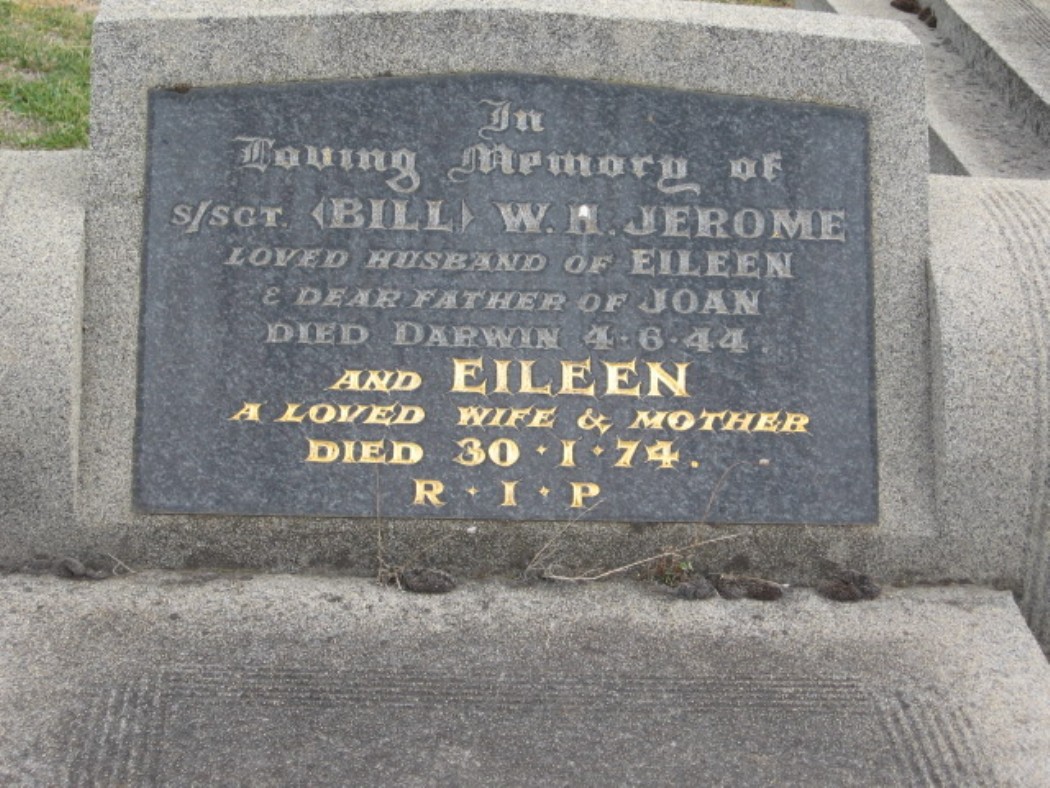 In
Loving Memory of
S/SGT. (BILL) W.H. JEROME
LOVED HUSBAND OF EILEEN
& DEAR FATHER OF JOAN
DIED DARWIN 4·6·44.
AND EILEEN
A LOVED WIFE & MOTHER
DIED 30·1·74.
R·I·P